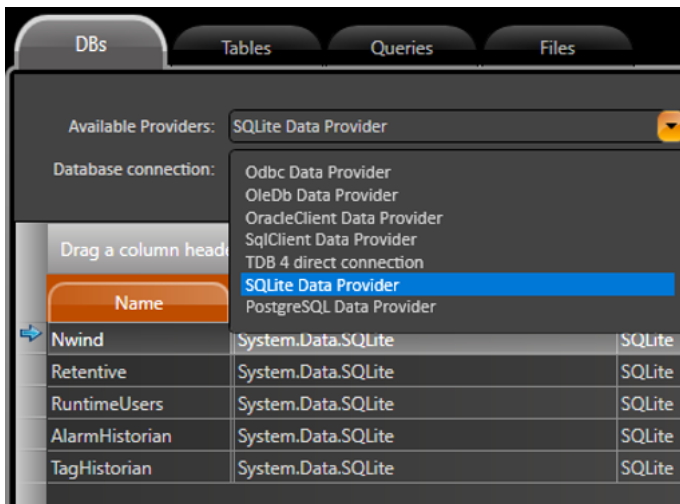 DBs Tables Queries Files
Available Providers: SQLite Data Provider
Database connection:
Odbc Data Provider
OleDb Data Provider
OracleClient Data Provider
SqlClient Data Provider
TDB 4 direct connection
SQLite Data Provider
PostgreSQL Data Provider
Drag a column heade
Name
Nwind System.Data.SQLite SQLite
Retentive System.Data.SQLite SQLite
RuntimeUsers System.Data.SQLite SQLite
AlarmHistorian System.Data.SQLite SQLite
TagHistorian System.Data.SQLite SQLite